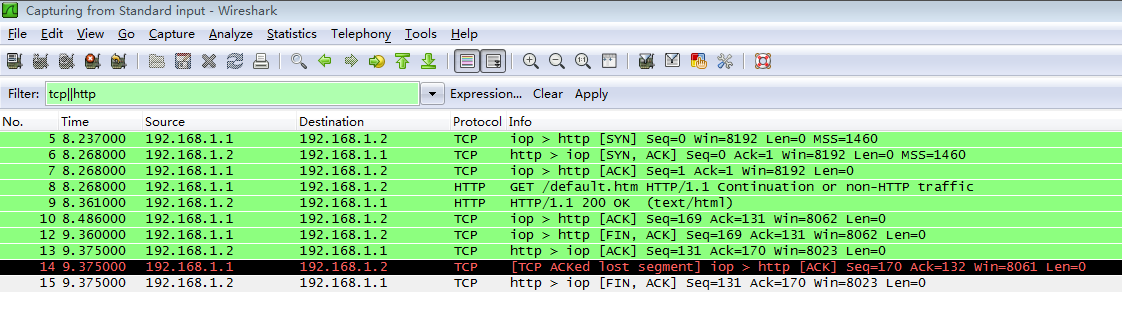 Capturing from Standard input - Wireshark
File Edit View Go Capture Analyze Statistics Telephony Tools Help
Filter: tcp||http Expression... Clear Apply
No. Time Source Destination Protocol Info
5 8.237000 192.168.1.1 192.168.1.2 TCP iop > http [SYN] Seq=0 Win=8192 Len=0 MSS=1460
6 8.268000 192.168.1.2 192.168.1.1 TCP http > iop [SYN, ACK] Seq=0 Ack=1 Win=8192 Len=0 MSS=1460
7 8.268000 192.168.1.1 192.168.1.2 TCP iop > http [ACK] Seq=1 Ack=1 Win=8192 Len=0
8 8.268000 192.168.1.1 192.168.1.2 HTTP GET /default.htm HTTP/1.1 Continuation or non-HTTP traffic
9 8.361000 192.168.1.2 192.168.1.1 HTTP HTTP/1.1 200 OK (text/html)
10 8.486000 192.168.1.1 192.168.1.2 TCP iop > http [ACK] Seq=169 Ack=131 Win=8062 Len=0
12 9.360000 192.168.1.1 192.168.1.2 TCP iop > http [FIN, ACK] Seq=169 Ack=131 Win=8062 Len=0
13 9.375000 192.168.1.2 192.168.1.1 TCP http > iop [ACK] Seq=131 Ack=170 Win=8023 Len=0
14 9.375000 192.168.1.1 192.168.1.2 TCP [TCP ACKed lost segment] iop > http [ACK] Seq=170 Ack=132 Win=8061 Len=0
15 9.375000 192.168.1.2 192.168.1.1 TCP http > iop [FIN, ACK] Seq=131 Ack=170 Win=8023 Len=0